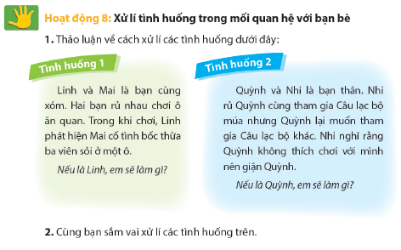 Hoạt động 8: Xử lí tình huống trong mối quan hệ với bạn bè
1. Thảo luận về cách xử lí các tình huống dưới đây:
Tình huống 1
Linh và Mai là bạn cùng
xóm. Hai bạn rủ nhau chơi ô
ăn quan. Trong khi chơi, Linh
phát hiện Mai cố tình bốc thừa
ba viên sỏi ở một ô.
Nếu là Linh, em sẽ làm gì?
Tình huống 2
Quỳnh và Nhi là bạn thân. Nhi
rủ Quỳnh cùng tham gia Câu lạc bộ
múa nhưng Quỳnh lại muốn tham
gia Câu lạc bộ khác. Nhi nghĩ rằng
Quỳnh không thích chơi với mình
nên giận Quỳnh.
Nếu là Quỳnh, em sẽ làm gì?
2. Cùng bạn sắm vai xử lí các tình huống trên.